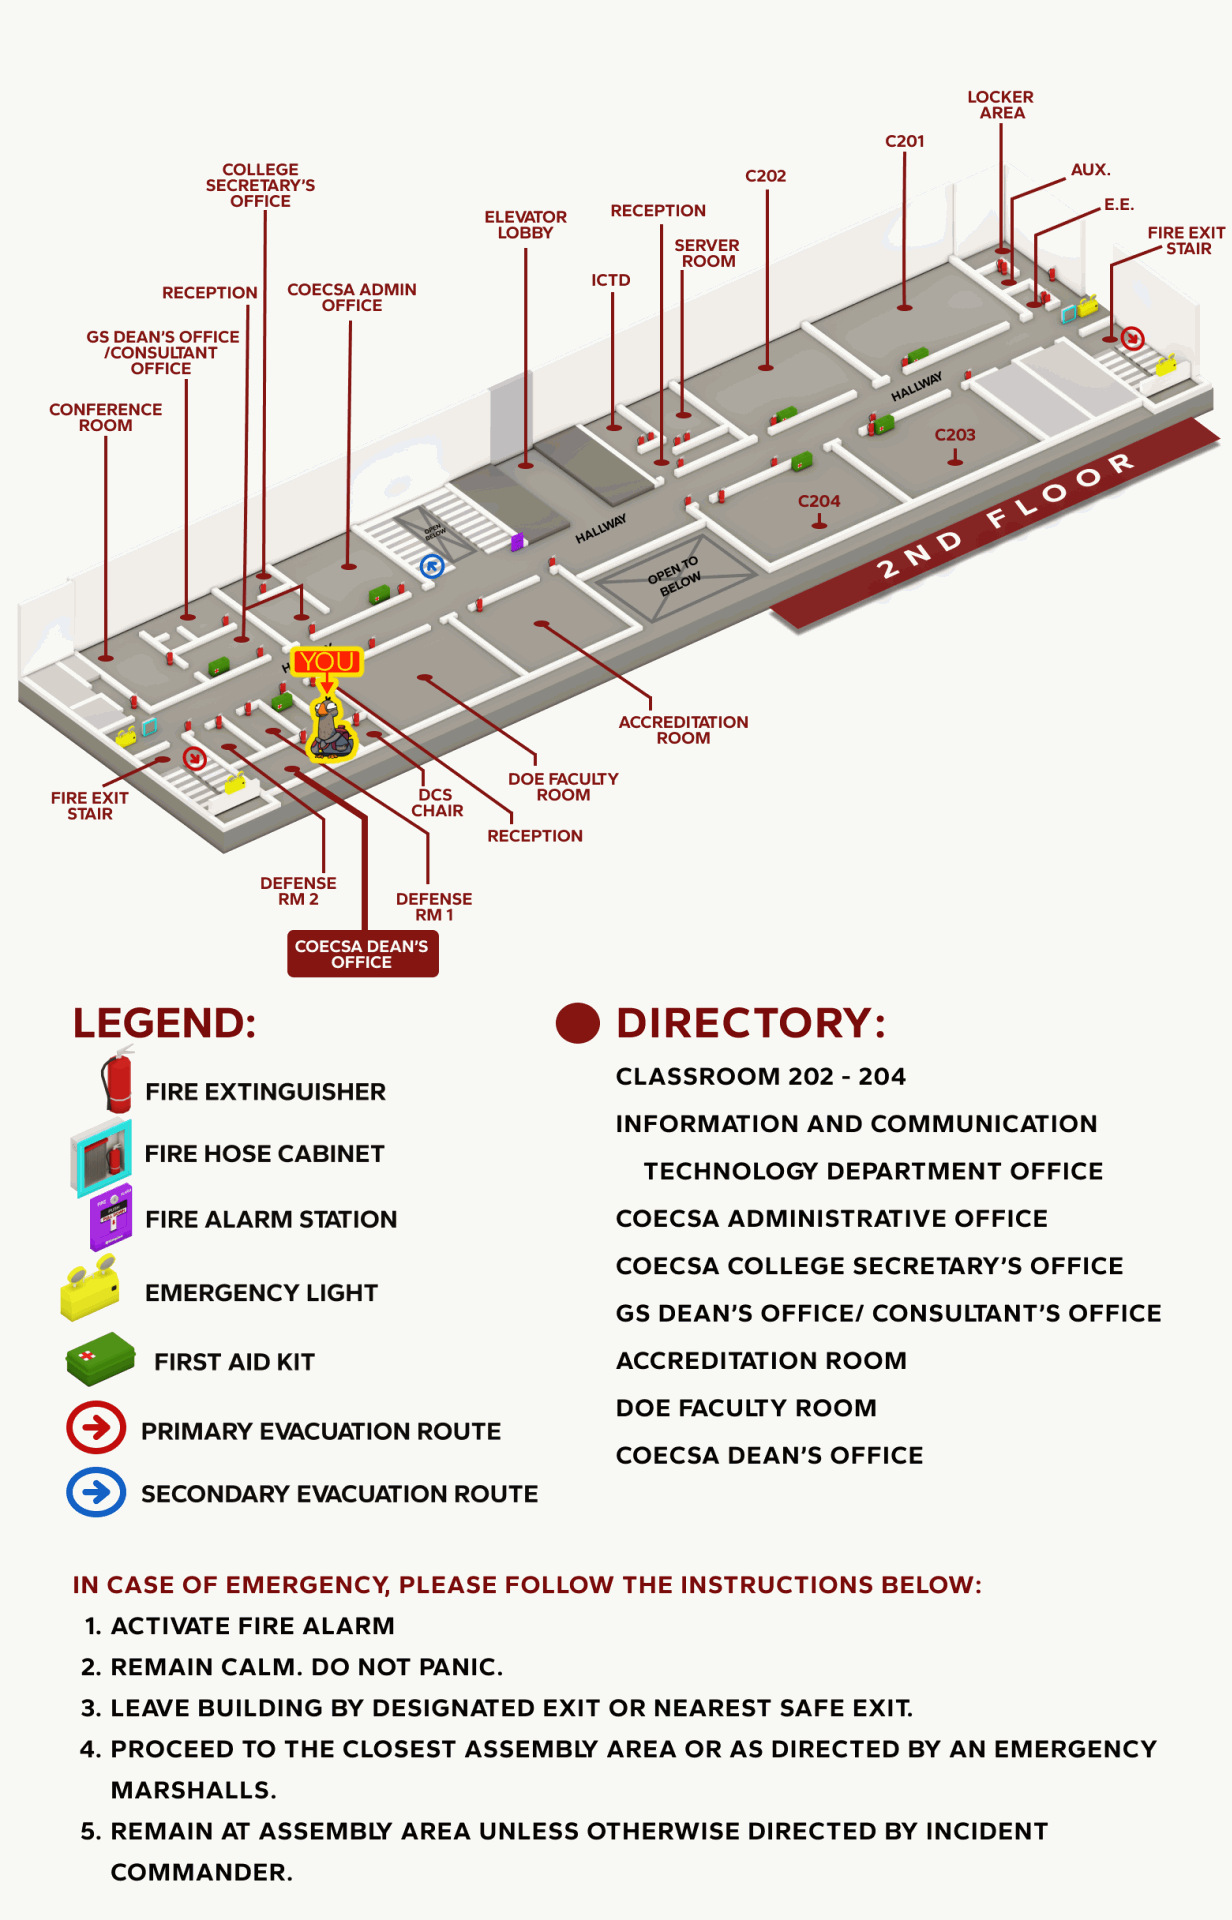 LOCKER
AREA
C201
AUX.
C202
COLLEGE
SECRETARY'S
OFFICE
E.E.
RECEPTION
ELEVATOR
LOBBY
FIRE EXIT
STAIR
SERVER
ROOM
ICTD
RECEPTION
COECSA ADMIN
OFFICE
GS DEAN'S OFFICE
/CONSULTANT
OFFICE
CONFERENCE
ROOM
HALLWAY
C203
2ND FLOOR
C204
HALLWAY
OPEN
BELOW
OPEN TO
BELOW
YOU
ACCREDITATION
ROOM
DOE FACULTY
ROOM
DCS
CHAIR
FIRE EXIT
STAIR
RECEPTION
DEFENSE
RM 2
DEFENSE
RM 1
COECSA DEAN'S
OFFICE
LEGEND:
FIRE EXTINGUISHER
FIRE HOSE CABINET
FIRE ALARM STATION
EMERGENCY LIGHT
FIRST AID KIT
PRIMARY EVACUATION ROUTE
SECONDARY EVACUATION ROUTE
DIRECTORY:
CLASSROOM 202 - 204
INFORMATION AND COMMUNICATION
TECHNOLOGY DEPARTMENT OFFICE
COECSA ADMINISTRATIVE OFFICE
COECSA COLLEGE SECRETARY'S OFFICE
GS DEAN'S OFFICE/ CONSULTANT'S OFFICE
ACCREDITATION ROOM
DOE FACULTY ROOM
COECSA DEAN'S OFFICE
IN CASE OF EMERGENCY, PLEASE FOLLOW THE INSTRUCTIONS BELOW:
1. ACTIVATE FIRE ALARM
2. REMAIN CALM. DO NOT PANIC.
3. LEAVE BUILDING BY DESIGNATED EXIT OR NEAREST SAFE EXIT.
4. PROCEED TO THE CLOSEST ASSEMBLY AREA OR AS DIRECTED BY AN EMERGENCY
MARSHALLS.
5. REMAIN AT ASSEMBLY AREA UNLESS OTHERWISE DIRECTED BY INCIDENT
COMMANDER.